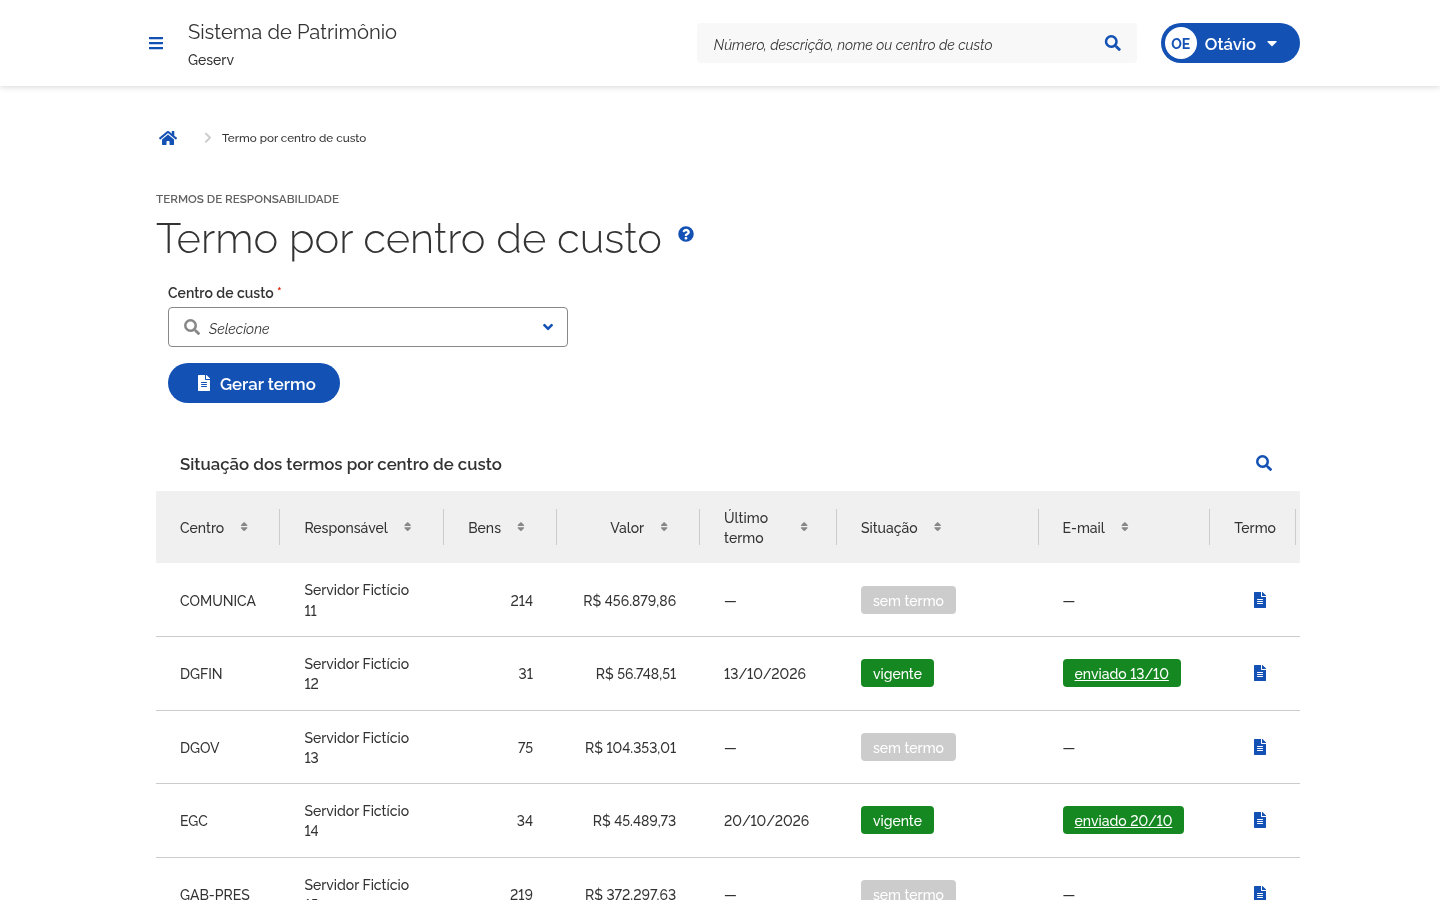 Sistema de Patrimônio
Geserv
Número, descrição, nome ou centro de custo
OE Otávio
Termo por centro de custo
TERMOS DE RESPONSABILIDADE
Termo por centro de custo
Centro de custo *
Selecione
Gerar termo
Situação dos termos por centro de custo
Centro Responsável Bens Valor Último termo Situação E-mail Termo
COMUNICA Servidor Fictício 11 214 R$ 456.879,86 — sem termo —
DGFIN Servidor Fictício 12 31 R$ 56.748,51 13/10/2026 vigente enviado 13/10
DGOV Servidor Fictício 13 75 R$ 104.353,01 — sem termo —
EGC Servidor Fictício 14 34 R$ 45.489,73 20/10/2026 vigente enviado 20/10
GAB-PRES Servidor Fictício 219 R$ 372.297,63 — sem termo —